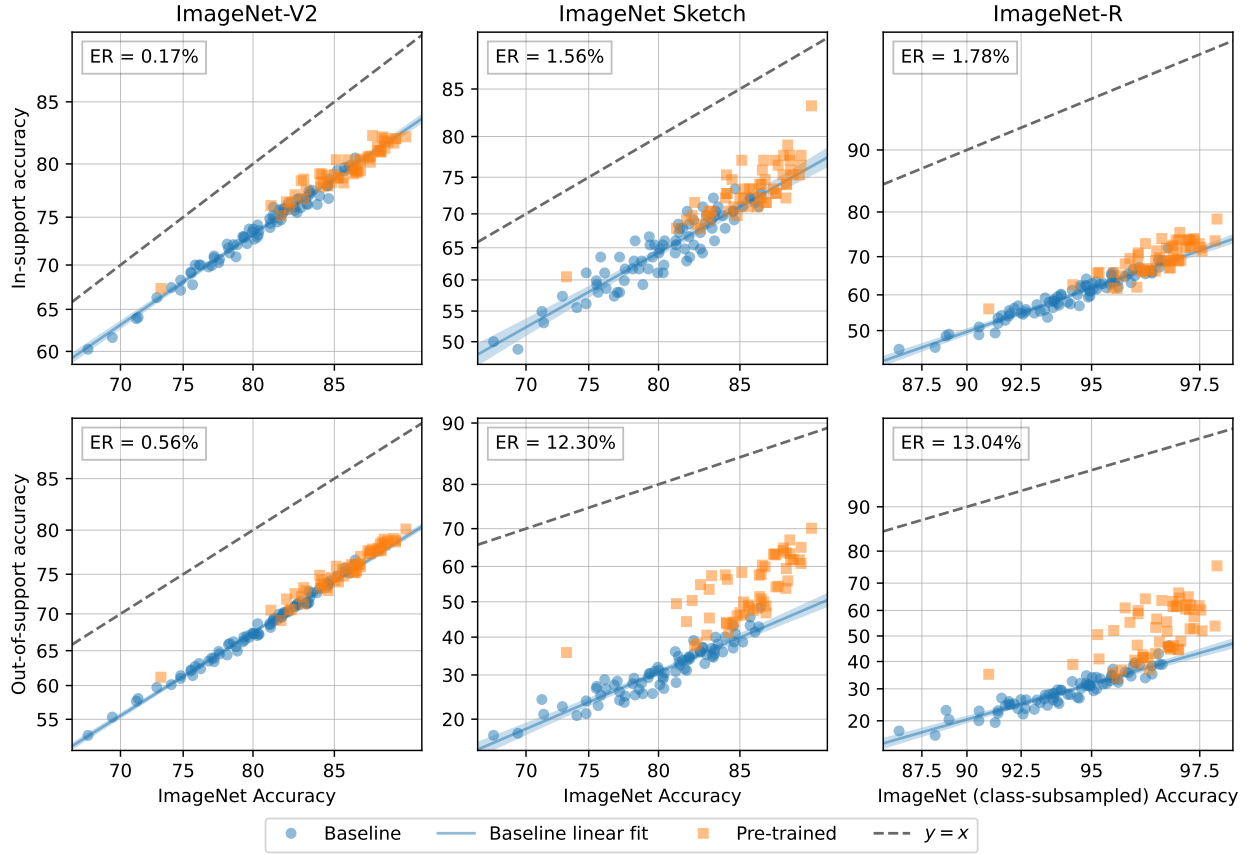 ImageNet-V2 ImageNet Sketch ImageNet-R
In-support accuracy
ER = 0.17%
85
80
75
70
65
60
70 75 80 85
ER = 1.56%
85
80
75
70
65
60
55
50
70 75 80 85
ER = 1.78%
90
80
70
60
50
87.5 90 92.5 95 97.5
Out-of-support accuracy
ER = 0.56%
85
80
75
70
65
60
55
70 75 80 85
ImageNet Accuracy
ER = 12.30%
90
80
70
60
50
40
30
20
70 75 80 85
ImageNet Accuracy
ER = 13.04%
90
80
70
60
50
40
30
20
87.5 90 92.5 95 97.5
ImageNet (class-subsampled) Accuracy
Baseline Baseline linear fit Pre-trained y = x